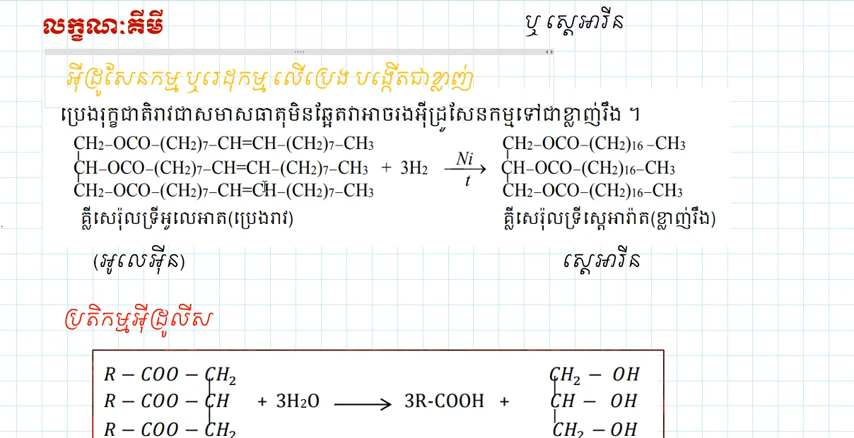 លក្ខណៈគីមី
ឬ ស្តេអារីន
អ៊ីដ្រូសែនកម្ម ឬរេដុកម្ម លើប្រេង បង្កើតជាខ្លាញ់
ប្រេងរុក្ខជាតិរាវជាសមាសធាតុមិនឆ្អែតវាអាចរងអ៊ីដ្រូសែនកម្មទៅជាខ្លាញ់រឹង ។
CH2–OCO–(CH2)7–CH=CH–(CH2)7–CH3 CH2–OCO–(CH2)16–CH3
CH–OCO–(CH2)7–CH=CH–(CH2)7–CH3 + 3H2 Ni t CH–OCO–(CH2)16–CH3
CH2–OCO–(CH2)7–CH=CH–(CH2)7–CH3 CH2–OCO–(CH2)16–CH3
គ្លីសេរ៉ុលទ្រីអូលេអាត(ប្រេងរាវ) គ្លីសេរ៉ុលទ្រីស្តេអារ៉ាត(ខ្លាញ់រឹង)
(អូលេអ៊ីន) ស្តេអារីន
ប្រតិកម្មអ៊ីដ្រូលីស
R − COO − CH2 CH2 − OH
R − COO − CH + 3H2O ⟶ 3R-COOH + CH − OH
R − COO − CH2 CH2 − OH